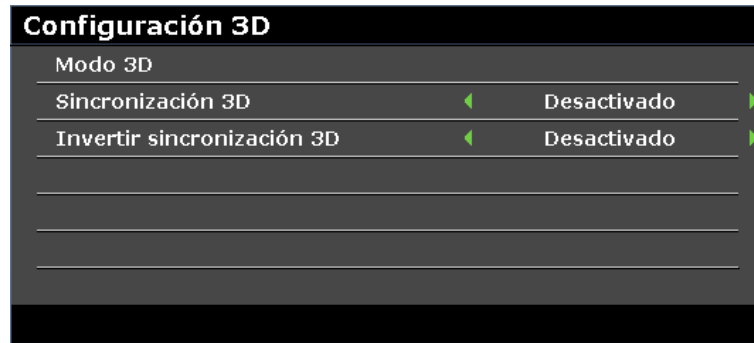 Configuración 3D
Modo 3D
Sincronización 3D Desactivado
Invertir sincronización 3D Desactivado